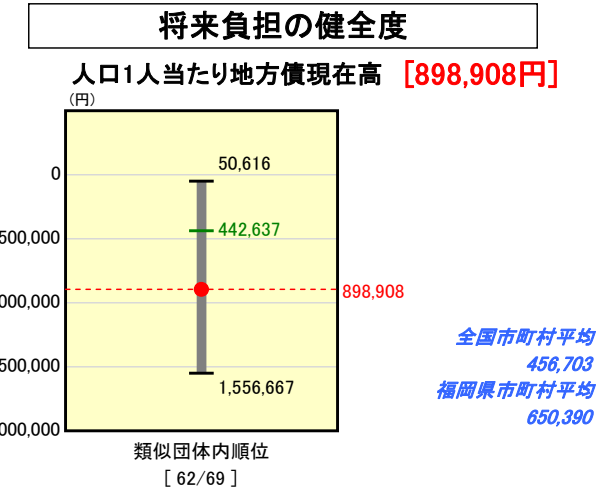 将来負担の健全度
人口1人当たり地方債現在高 [898,908円]
(円)
50,616
0
442,637
500,000
898,908
000,000
全国市町村平均
456,703
500,000
1,556,667
福岡県市町村平均
650,390
000,000
類似団体内順位
[ 62/69 ]